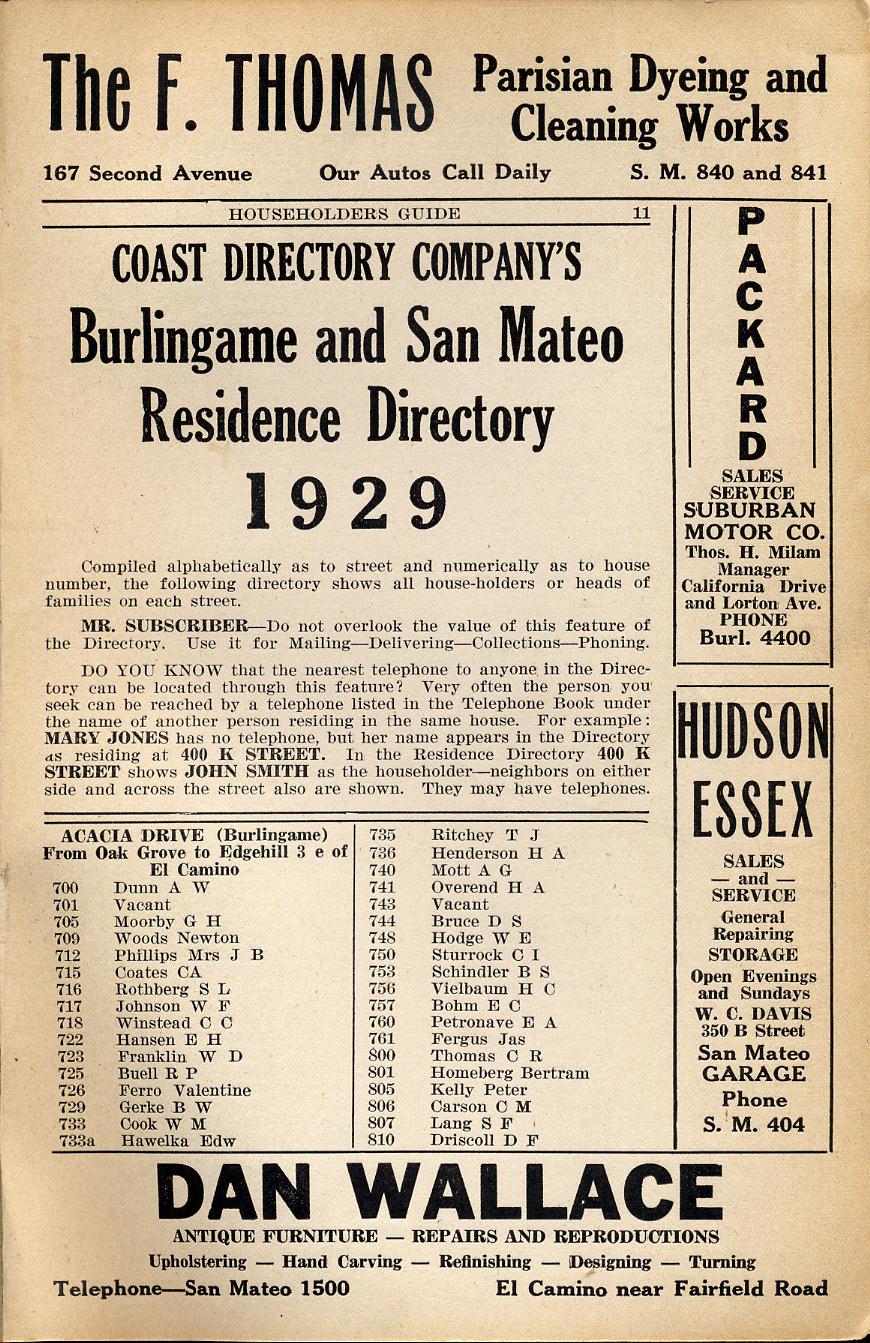 The F. THOMAS
Parisian Dyeing and
Cleaning Works
167 Second Avenue Our Autos Call Daily S. M. 840 and 841
HOUSEHOLDERS GUIDE 11
COAST DIRECTORY COMPANY'S
Burlingame and San Mateo
Residence Directory
1929
Compiled alphabetically as to street and numerically as to house
number, the following directory shows all house-holders or heads of
families on each street.
MR. SUBSCRIBER—Do not overlook the value of this feature of
the Directory. Use it for Mailing—Delivering—Collections—Phoning.
DO YOU KNOW that the nearest telephone to anyone in the Direc-
tory can be located through this feature? Very often the person you
seek can be reached by a telephone listed in the Telephone Book under
the name of another person residing in the same house. For example:
MARY JONES has no telephone, but her name appears in the Directory
as residing at 400 K STREET. In the Residence Directory 400 K
STREET shows JOHN SMITH as the householder—neighbors on either
side and across the street also are shown. They may have telephones.
ACACIA DRIVE (Burlingame)
From Oak Grove to Edgehill 3 e of
El Camino
700 Dunn A W
701 Vacant
705 Moorby G H
709 Woods Newton
712 Phillips Mrs J B
715 Coates CA
716 Rothberg S L
717 Johnson W F
718 Winstead C C
722 Hansen E H
723 Franklin W D
725 Buell R P
726 Ferro Valentine
729 Gerke B W
733 Cook W M
733a Hawelka Edw
735 Ritchey T J
736 Henderson H A
740 Mott A G
741 Overend H A
743 Vacant
744 Bruce D S
748 Hodge W E
750 Sturrock C I
753 Schindler B S
756 Vielbaum H C
757 Bohm E C
760 Petronave E A
761 Fergus Jas
800 Thomas C R
801 Homeberg Bertram
805 Kelly Peter
806 Carson C M
807 Lang S F
810 Driscoll D F
PACKARD
SALES
SERVICE
SUBURBAN
MOTOR CO.
Thos. H. Milam
Manager
California Drive
and Lorton Ave.
PHONE
Burl. 4400
HUDSON
ESSEX
SALES
— and —
SERVICE
General
Repairing
STORAGE
Open Evenings
and Sundays
W. C. DAVIS
350 B Street
San Mateo
GARAGE
Phone
S. M. 404
DAN WALLACE
ANTIQUE FURNITURE — REPAIRS AND REPRODUCTIONS
Upholstering — Hand Carving — Refinishing — Designing — Turning
Telephone—San Mateo 1500 El Camino near Fairfield Road